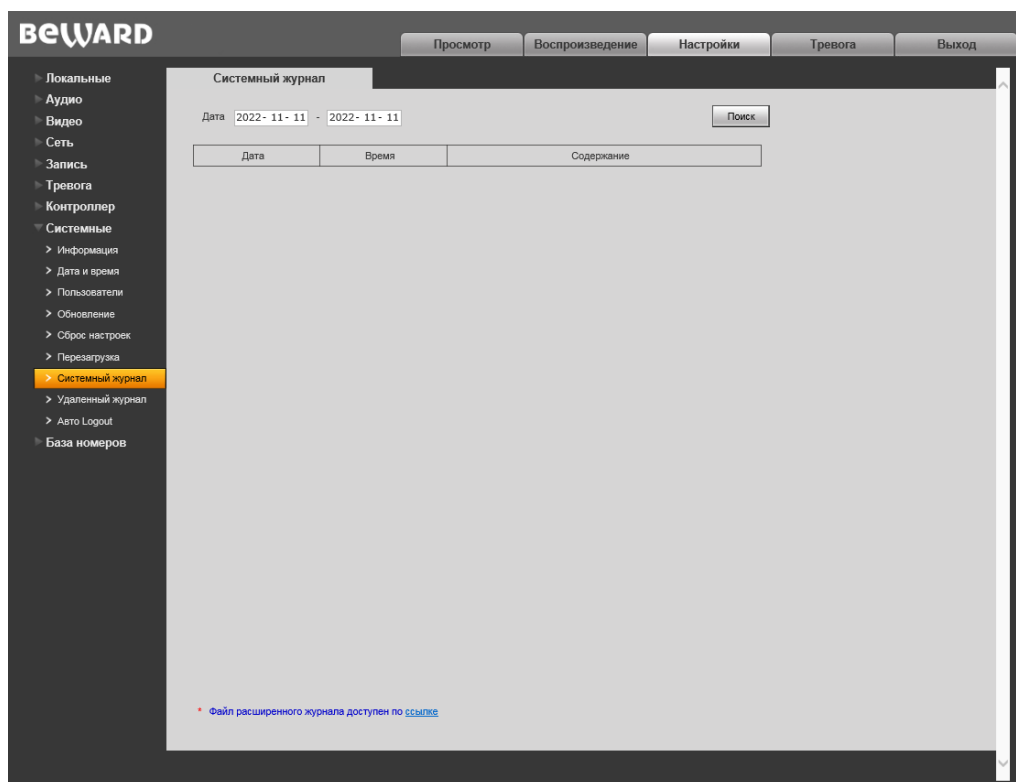 BEWARD
Просмотр Воспроизведение Настройки Тревога Выход
Локальные
Аудио
Видео
Сеть
Запись
Тревога
Контроллер
Системные
> Информация
> Дата и время
> Пользователи
> Обновление
> Сброс настроек
> Перезагрузка
> Системный журнал
> Удаленный журнал
> Авто Logout
База номеров
Системный журнал
Дата 2022- 11- 11 - 2022- 11- 11 Поиск
Дата Время Содержание
* Файл расширенного журнала доступен по ссылке